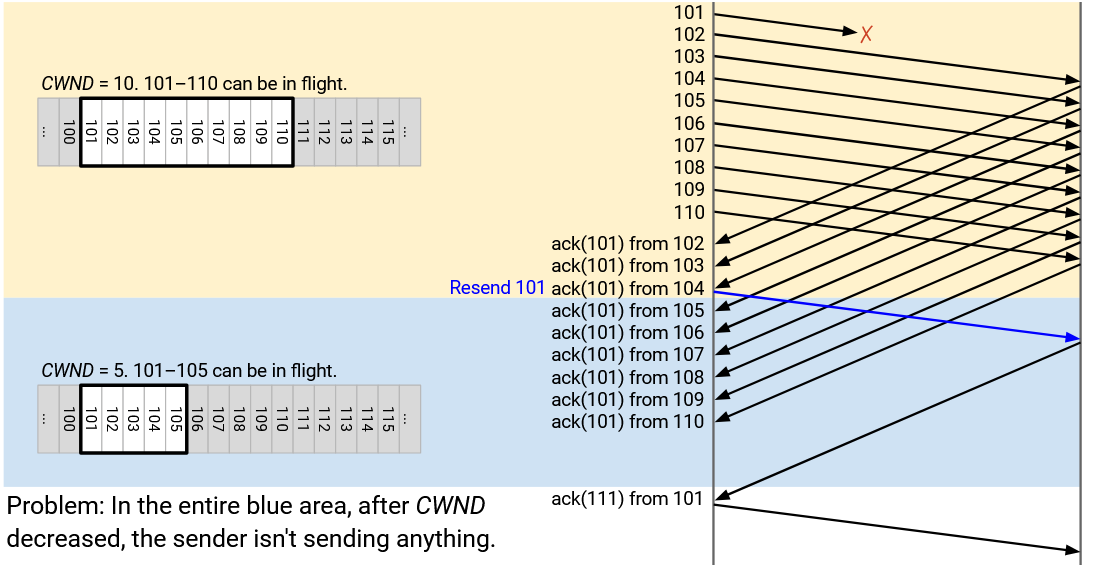 CWND = 10. 101–110 can be in flight.
... 100 101 102 103 104 105 106 107 108 109 110 111 112 113 114 115 ...
101
102
103
104
105
106
107
108
109
110
X
ack(101) from 102
ack(101) from 103
Resend 101 ack(101) from 104
ack(101) from 105
ack(101) from 106
ack(101) from 107
ack(101) from 108
ack(101) from 109
ack(101) from 110
CWND = 5. 101–105 can be in flight.
... 100 101 102 103 104 105 106 107 108 109 110 111 112 113 114 115 ...
ack(111) from 101
Problem: In the entire blue area, after CWND
decreased, the sender isn't sending anything.